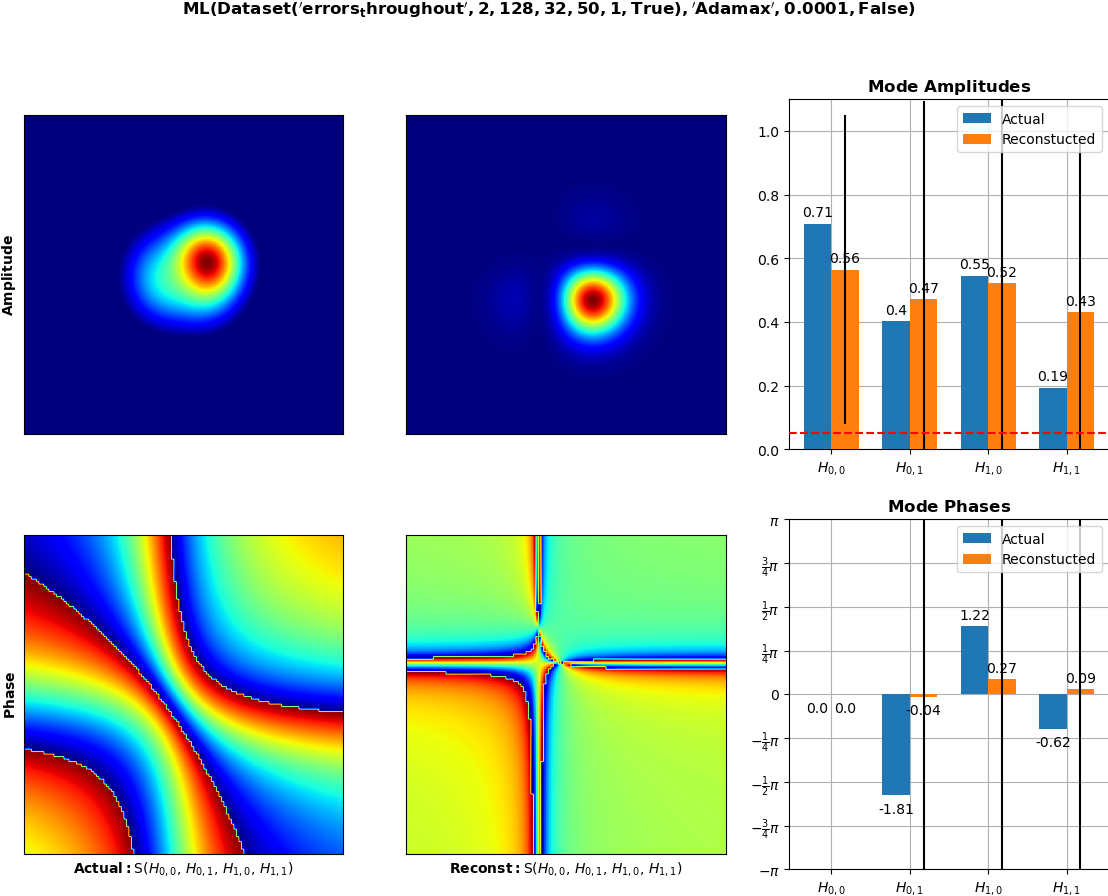 ML(Dataset('errors_throughout', 2, 128, 32, 50, 1, True), 'Adamax', 0.0001, False)
Amplitude
Mode Amplitudes
Actual
Reconstucted
1.0
0.8
0.6
0.4
0.2
0.0
0.71
0.56
0.4
0.47
0.55
0.52
0.19
0.43
H0,0
H0,1
H1,0
H1,1
Phase
Actual: S(H0,0, H0,1, H1,0, H1,1)
Reconst: S(H0,0, H0,1, H1,0, H1,1)
Mode Phases
Actual
Reconstucted
π
3/4π
1/2π
1/4π
0
−1/4π
−1/2π
−3/4π
−π
0.0
0.0
-1.81
-0.04
1.22
0.27
-0.62
0.09
H0,0
H0,1
H1,0
H1,1